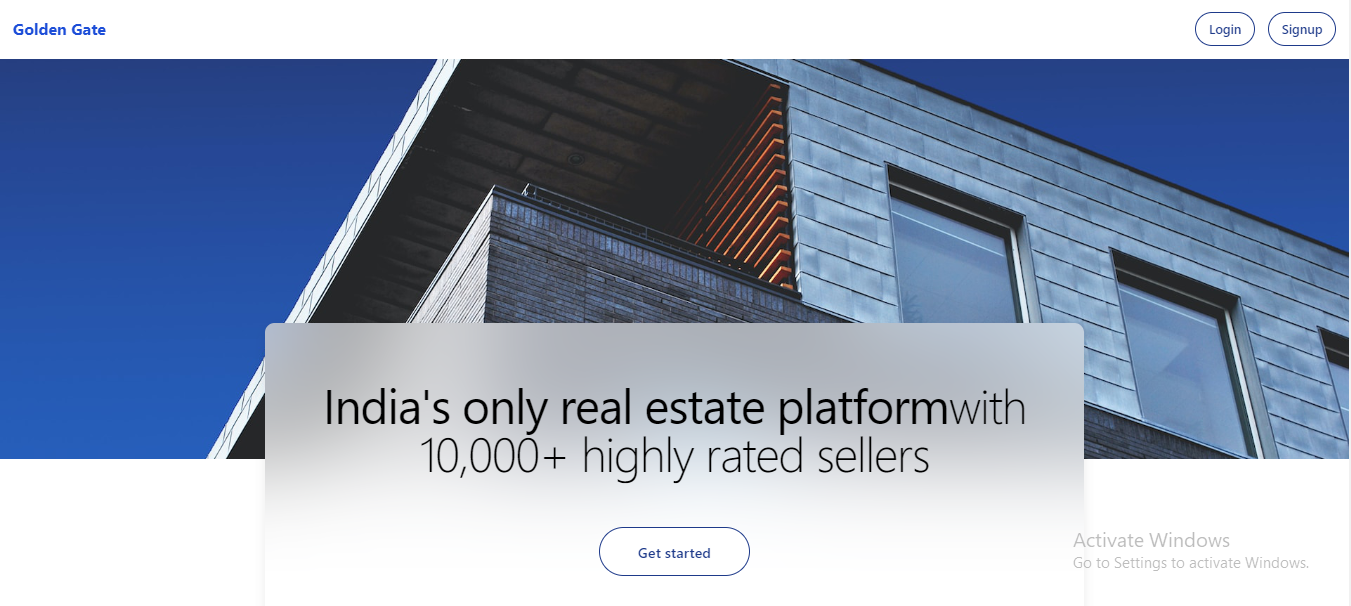 Golden Gate
Login
Signup
India's only real estate platformwith
10,000+ highly rated sellers
Get started
Activate Windows
Go to Settings to activate Windows.